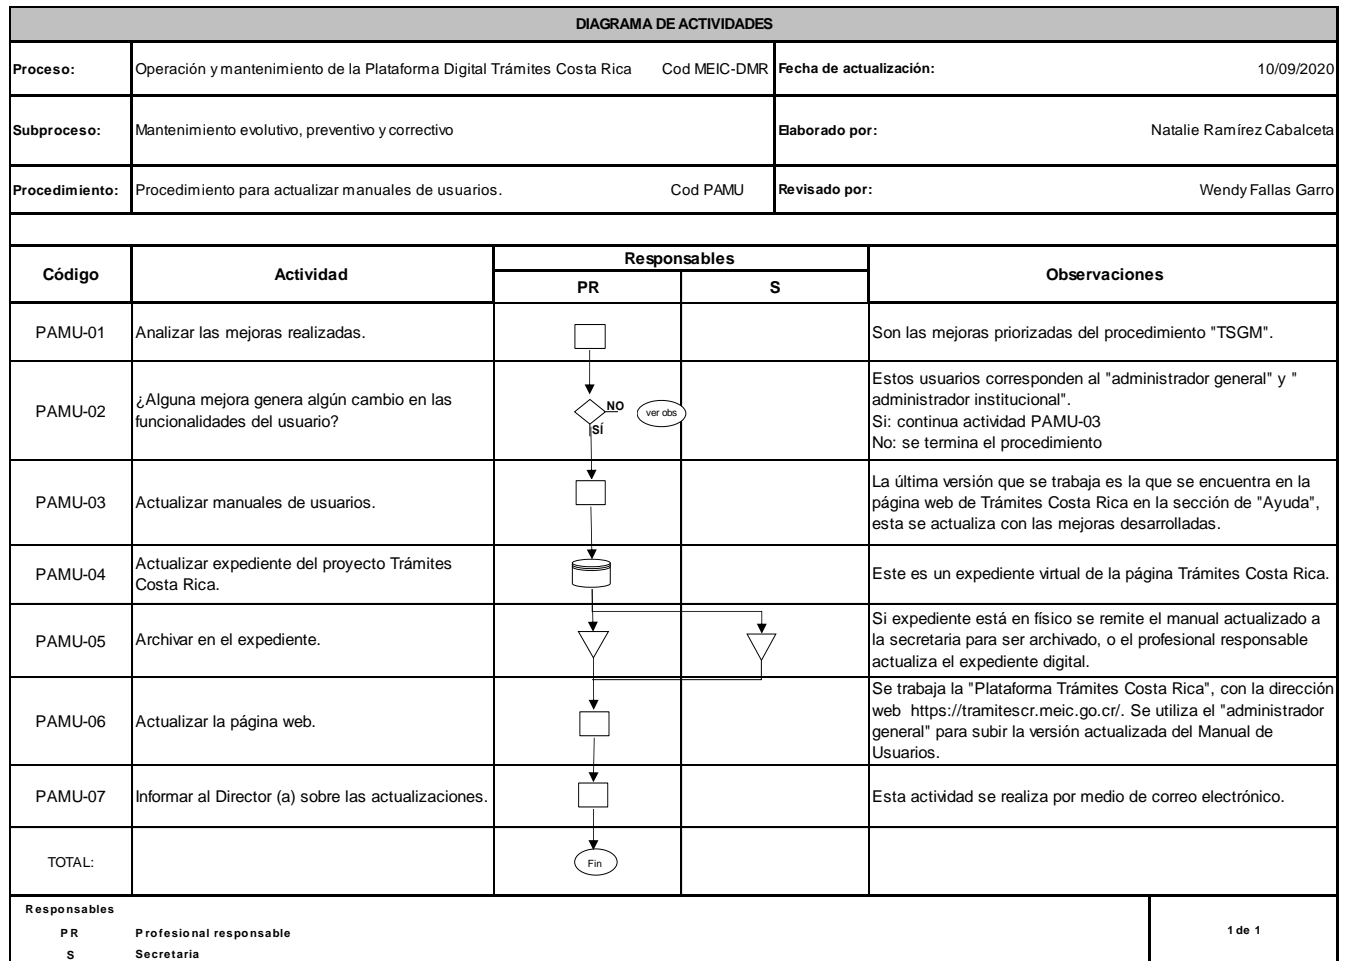 DIAGRAMA DE ACTIVIDADES
Proceso: Operación y mantenimiento de la Plataforma Digital Trámites Costa Rica Cod MEIC-DMR Fecha de actualización: 10/09/2020
Subproceso: Mantenimiento evolutivo, preventivo y correctivo Elaborado por: Natalie Ramírez Cabalceta
Procedimiento: Procedimiento para actualizar manuales de usuarios. Cod PAMU Revisado por: Wendy Fallas Garro
Código Actividad Responsables Observaciones
PR S
PAMU-01 Analizar las mejoras realizadas. Son las mejoras priorizadas del procedimiento "TSGM".
PAMU-02
¿Alguna mejora genera algún cambio en las
funcionalidades del usuario?
NO
SÍ
ver obs
Estos usuarios corresponden al "administrador general" y "
administrador institucional".
Si: continua actividad PAMU-03
No: se termina el procedimiento
PAMU-03 Actualizar manuales de usuarios.
La última versión que se trabaja es la que se encuentra en la
página web de Trámites Costa Rica en la sección de "Ayuda",
esta se actualiza con las mejoras desarrolladas.
PAMU-04
Actualizar expediente del proyecto Trámites
Costa Rica.
Este es un expediente virtual de la página Trámites Costa Rica.
PAMU-05 Archivar en el expediente.
Si expediente está en físico se remite el manual actualizado a
la secretaria para ser archivado, o el profesional responsable
actualiza el expediente digital.
PAMU-06 Actualizar la página web.
Se trabaja la "Plataforma Trámites Costa Rica", con la dirección
web https://tramitescr.meic.go.cr/. Se utiliza el "administrador
general" para subir la versión actualizada del Manual de
Usuarios.
PAMU-07 Informar al Director (a) sobre las actualizaciones. Esta actividad se realiza por medio de correo electrónico.
TOTAL: Fin
Responsables
PR Profesional responsable
S Secretaria
1 de 1